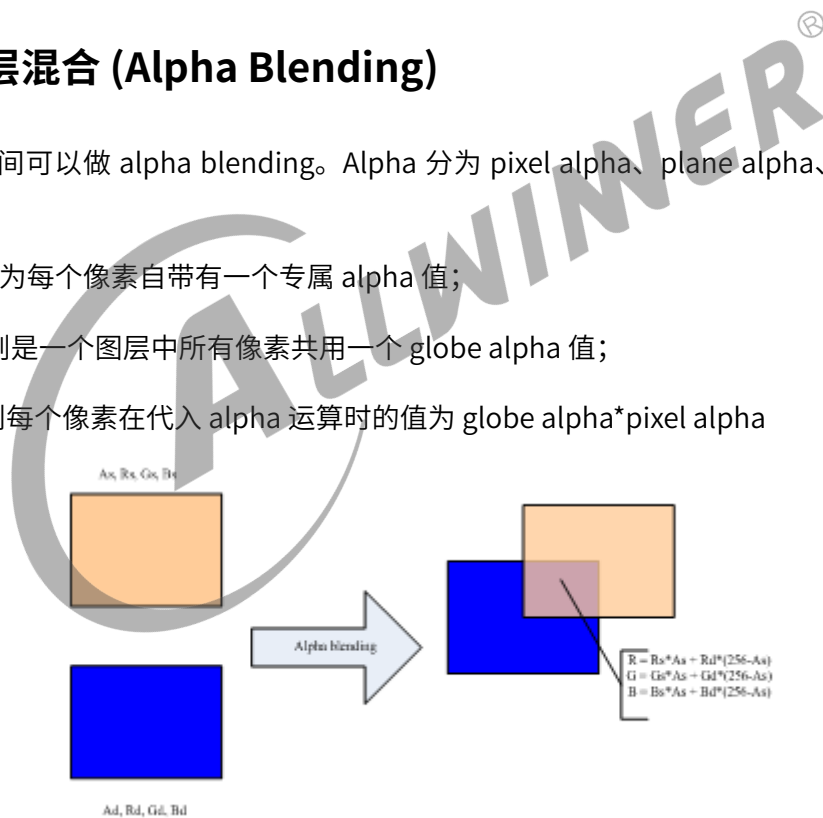 层混合 (Alpha Blending)
间可以做 alpha blending。Alpha 分为 pixel alpha、plane alpha、
为每个像素自带有一个专属 alpha 值；
则是一个图层中所有像素共用一个 globe alpha 值；
则每个像素在代入 alpha 运算时的值为 globe alpha*pixel alpha
As, Rs, Gs, Bs
Alpha blending
R = Rs*As + Rd*(256-As)
G = Gs*As + Gd*(256-As)
B = Bs*As + Bd*(256-As)
Ad, Rd, Gd, Bd
ALLWINNER®